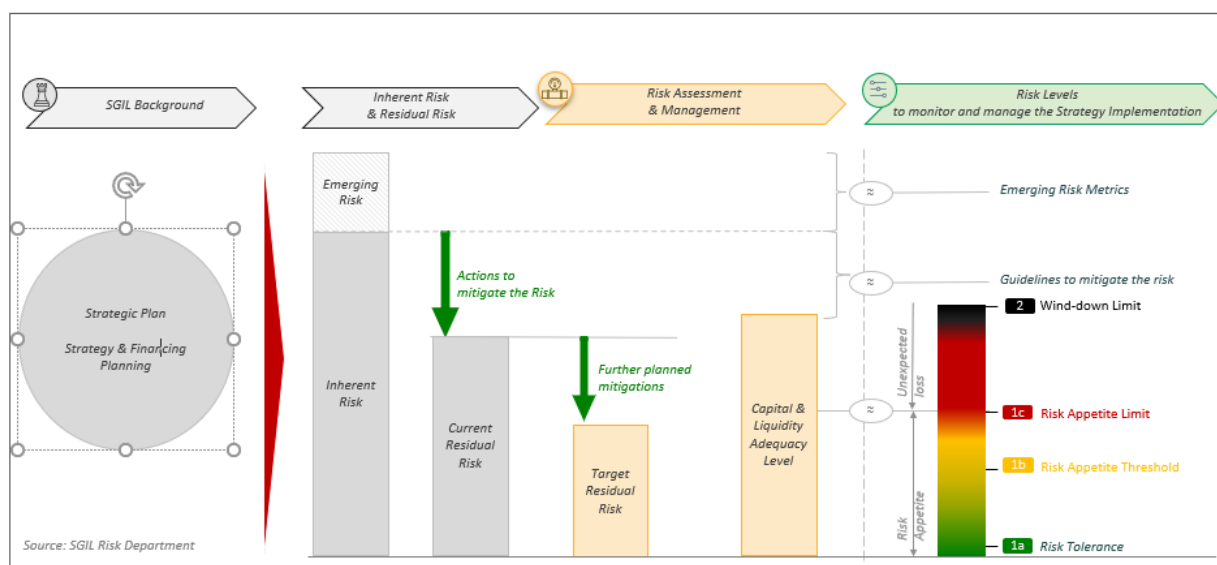 SGIL Background
Inherent Risk
& Residual Risk
Risk Assessment
& Management
Risk Levels
to monitor and manage the Strategy Implementation
Emerging
Risk
≈
Emerging Risk Metrics
Actions to
mitigate the Risk
≈
Guidelines to mitigate the risk
Strategic Plan
Strategy & Financing
Planning
Inherent
Risk
Current
Residual
Risk
Further planned
mitigations
Target
Residual
Risk
Capital &
Liquidity
Adequacy
Level
≈
Unexpected
loss
Risk
Appetite
2 Wind-down Limit
1c Risk Appetite Limit
1b Risk Appetite Threshold
1a Risk Tolerance
Source: SGIL Risk Department